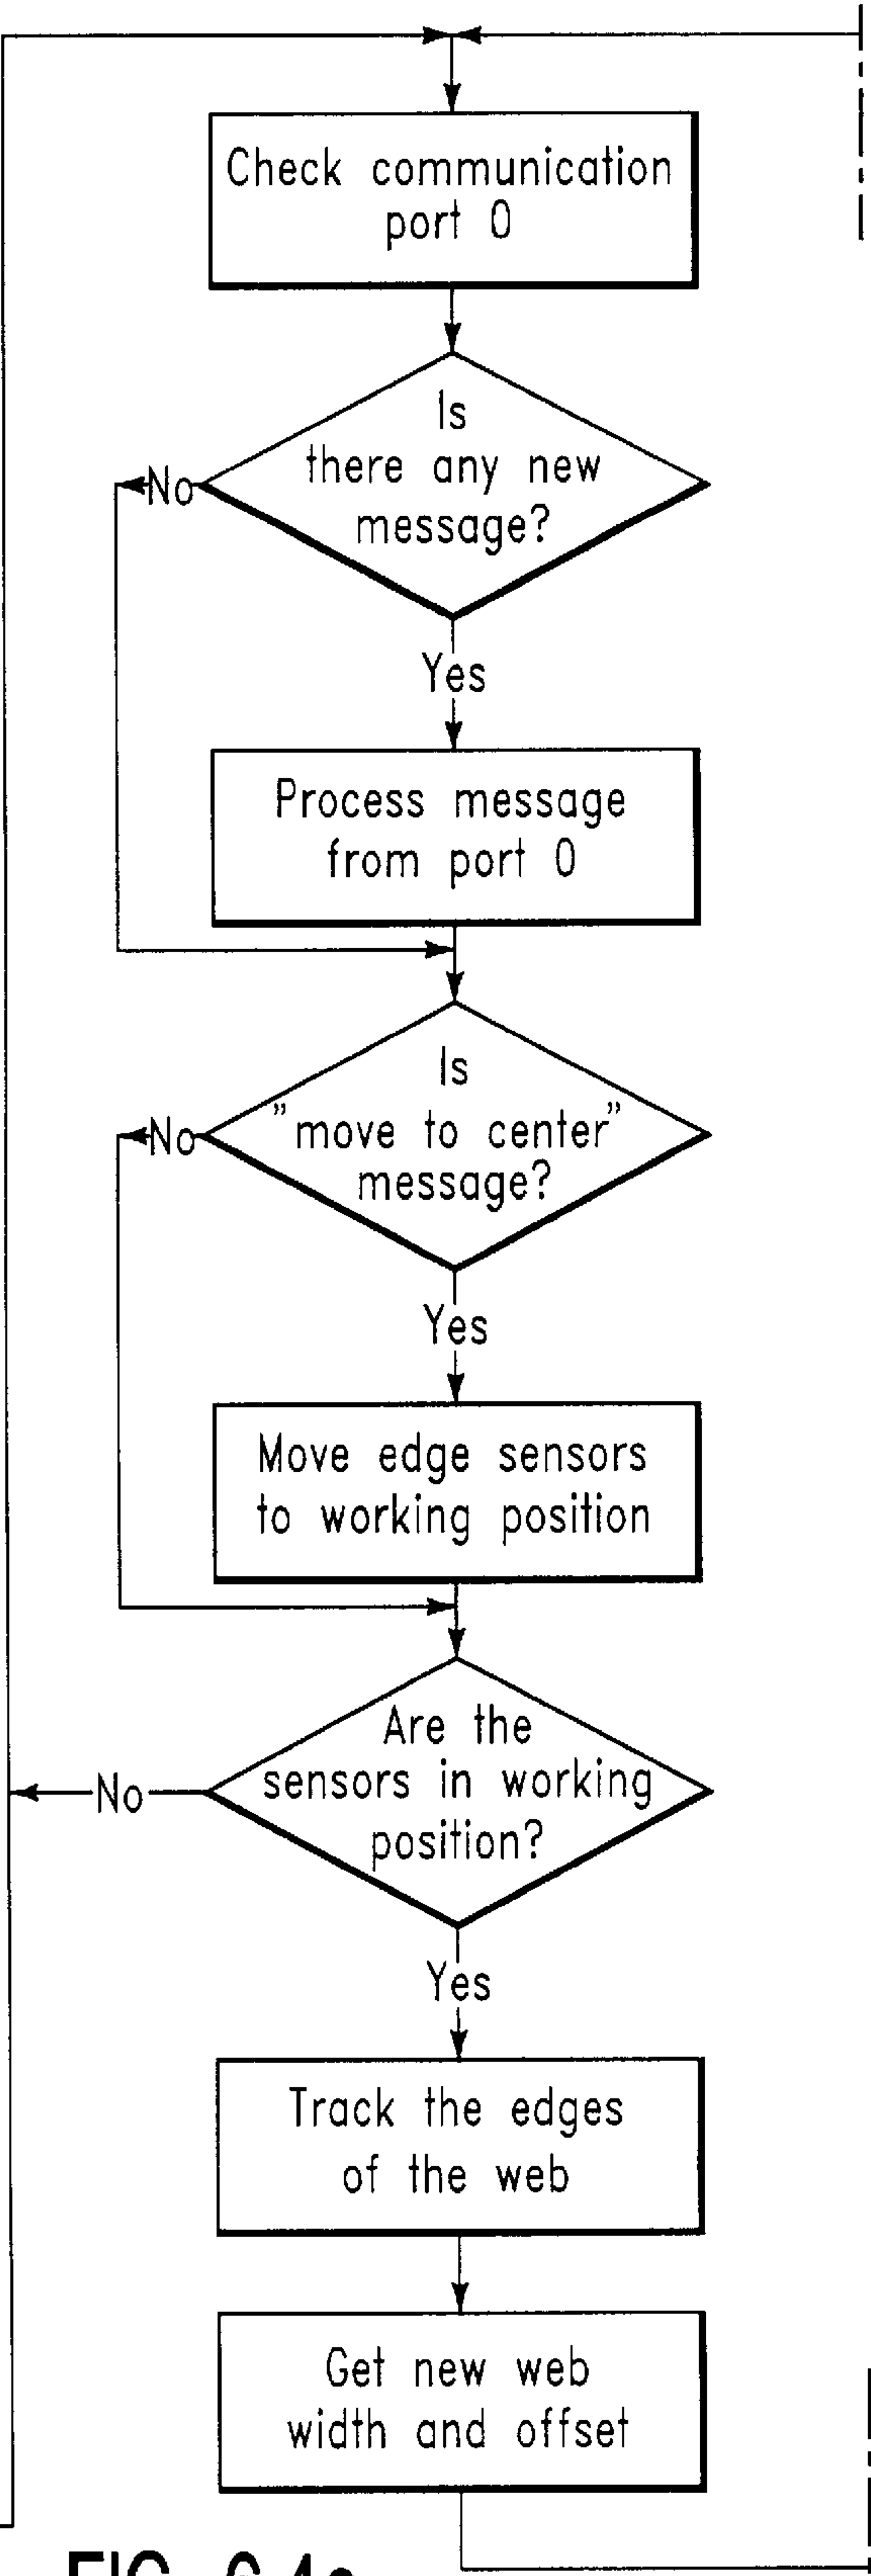 Check communication
port 0
Is
there any new
message?
No
Yes
Process message
from port 0
Is
"move to center"
message?
No
Yes
Move edge sensors
to working position
Are the
sensors in working
position?
No
Yes
Track the edges
of the web
Get new web
width and offset